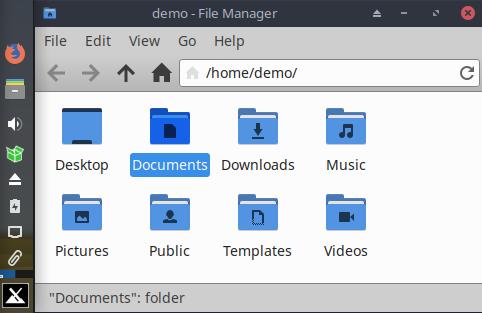 demo - File Manager
File Edit View Go Help
/home/demo/
Desktop Documents Downloads Music
Pictures Public Templates Videos
"Documents": folder